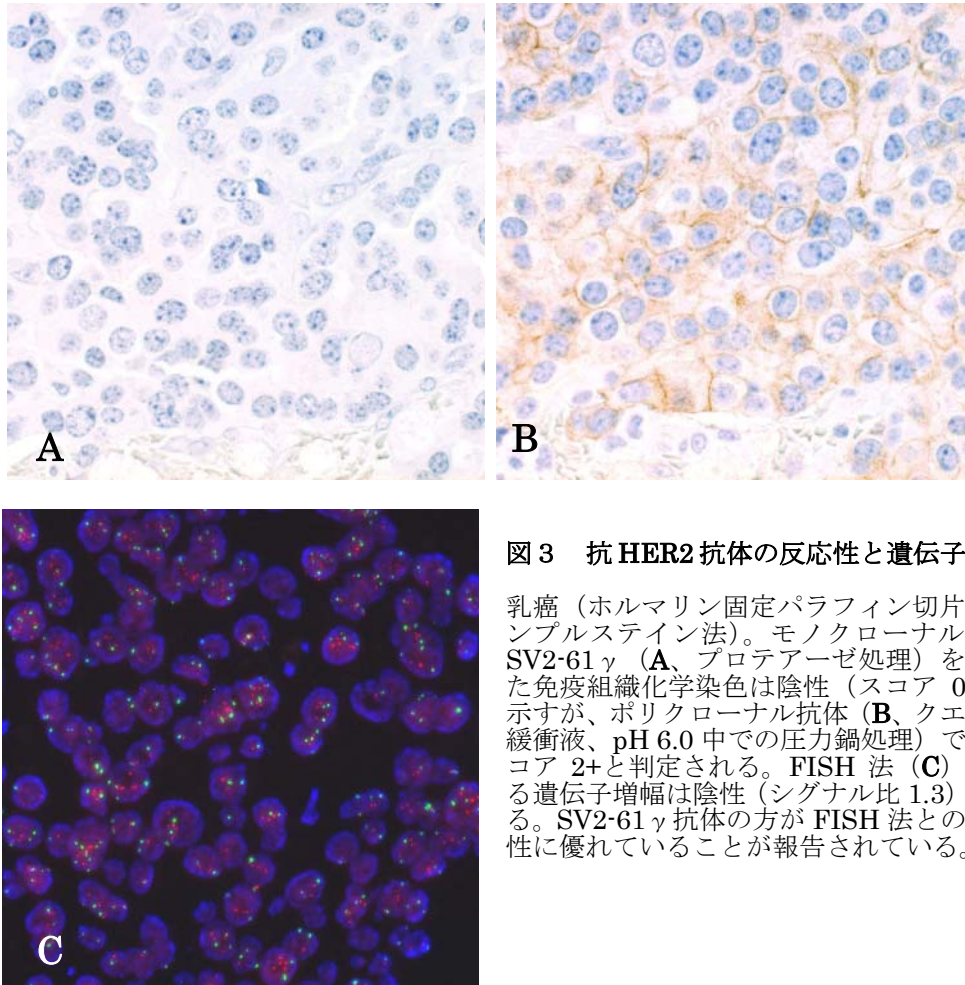 A
B
C
図3 抗HER2抗体の反応性と遺伝子
乳癌（ホルマリン固定パラフィン切片
ンプルステイン法）。モノクローナル
SV2-61γ（A、プロテアーゼ処理）を
た免疫組織化学染色は陰性（スコア 0
示すが、ポリクローナル抗体（B、クエ
緩衝液、pH 6.0 中での圧力鍋処理）で
コア 2+と判定される。FISH 法（C）
る遺伝子増幅は陰性（シグナル比 1.3）
る。SV2-61γ抗体の方が FISH 法との
性に優れていることが報告されている。